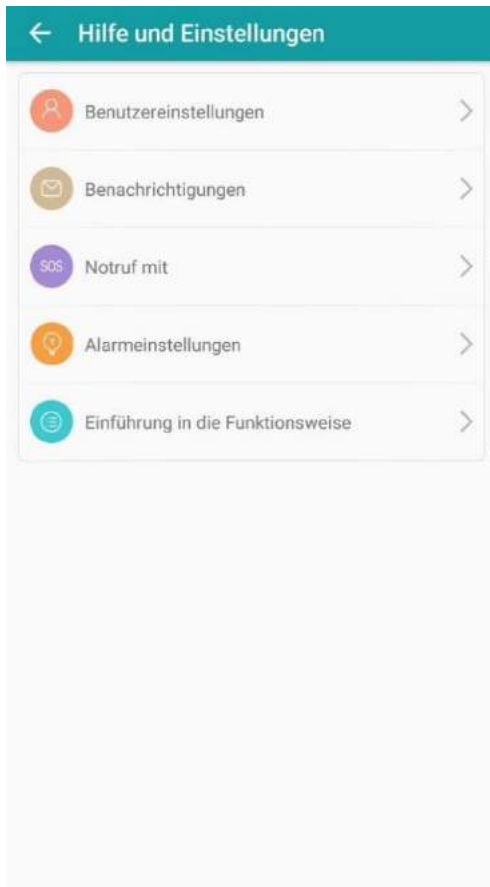 Hilfe und Einstellungen
Benutzereinstellungen
Benachrichtigungen
SOS Notruf mit
Alarmeinstellungen
Einführung in die Funktionsweise